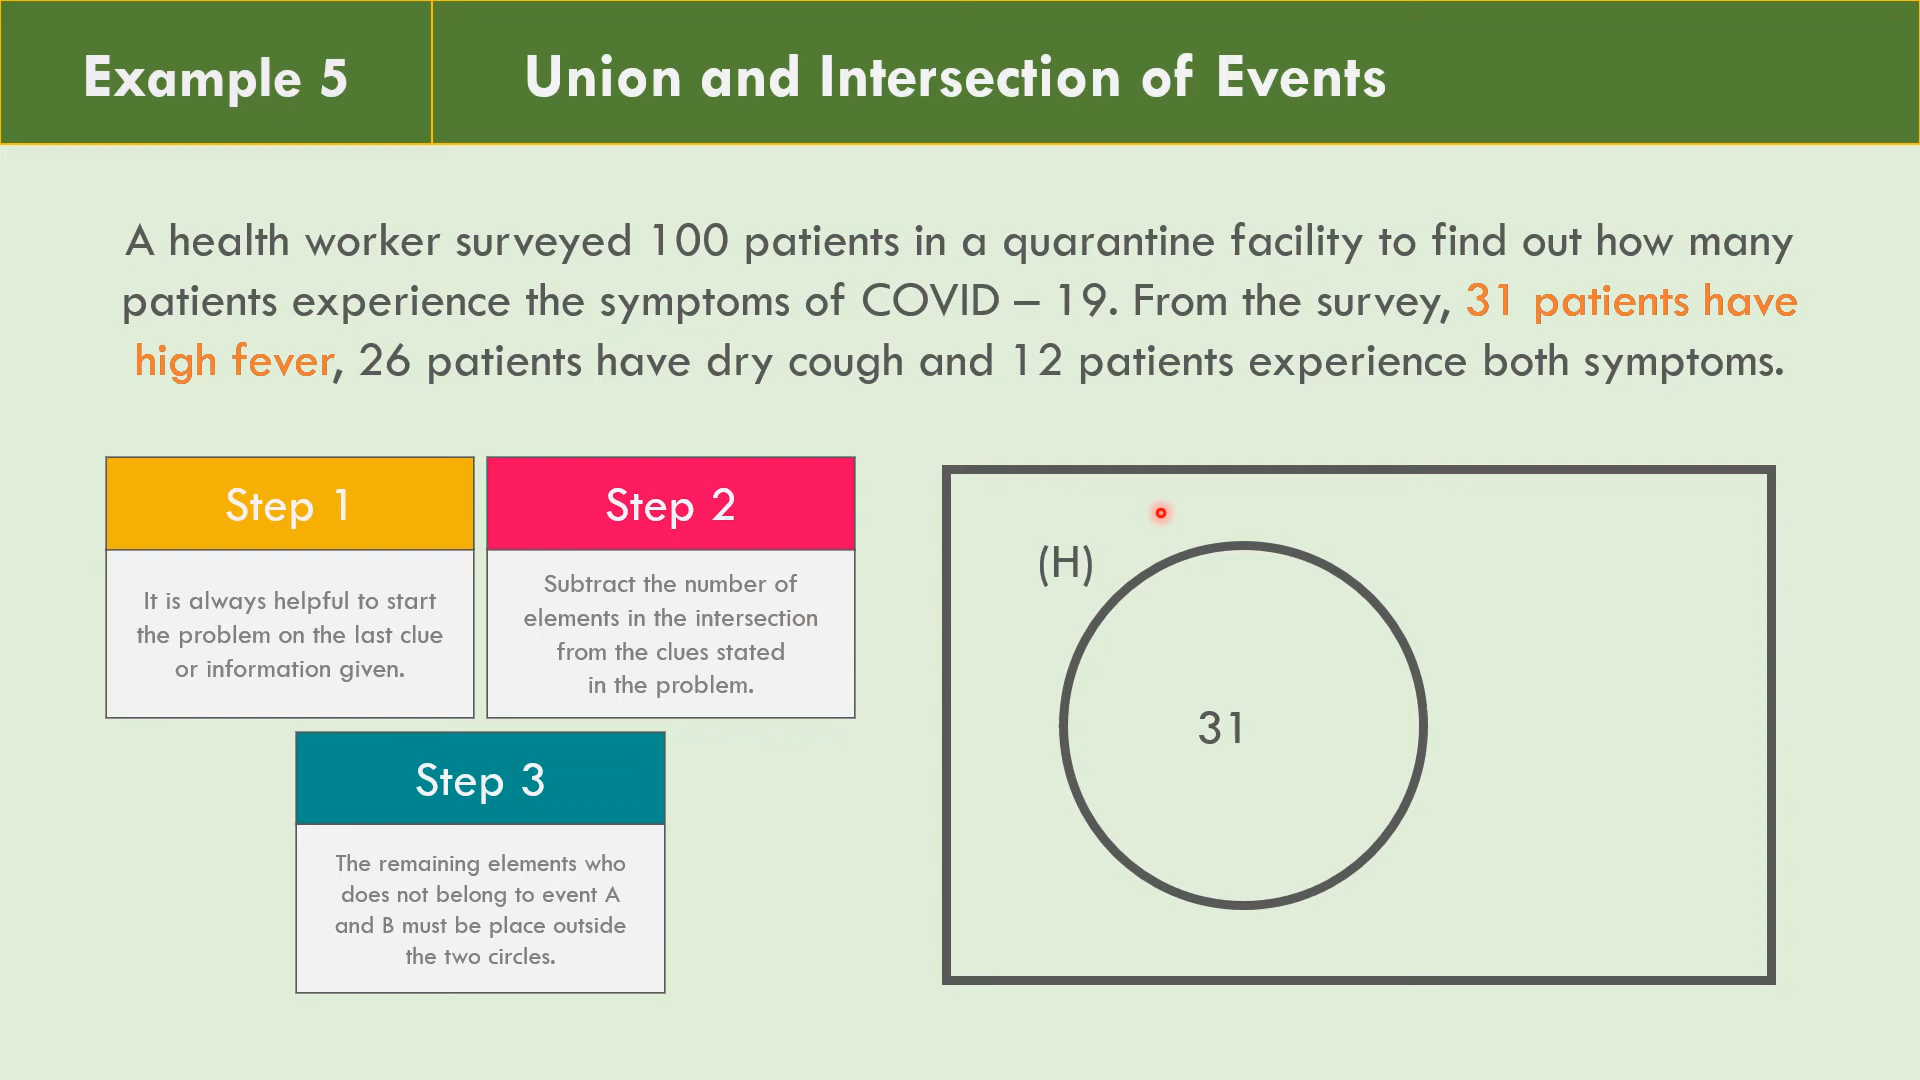 Example 5
Union and Intersection of Events
A health worker surveyed 100 patients in a quarantine facility to find out how many
patients experience the symptoms of COVID – 19. From the survey, 31 patients have
high fever, 26 patients have dry cough and 12 patients experience both symptoms.
Step 1
It is always helpful to start
the problem on the last clue
or information given.
Step 2
Subtract the number of
elements in the intersection
from the clues stated
in the problem.
Step 3
The remaining elements who
does not belong to event A
and B must be place outside
the two circles.
(H)
31